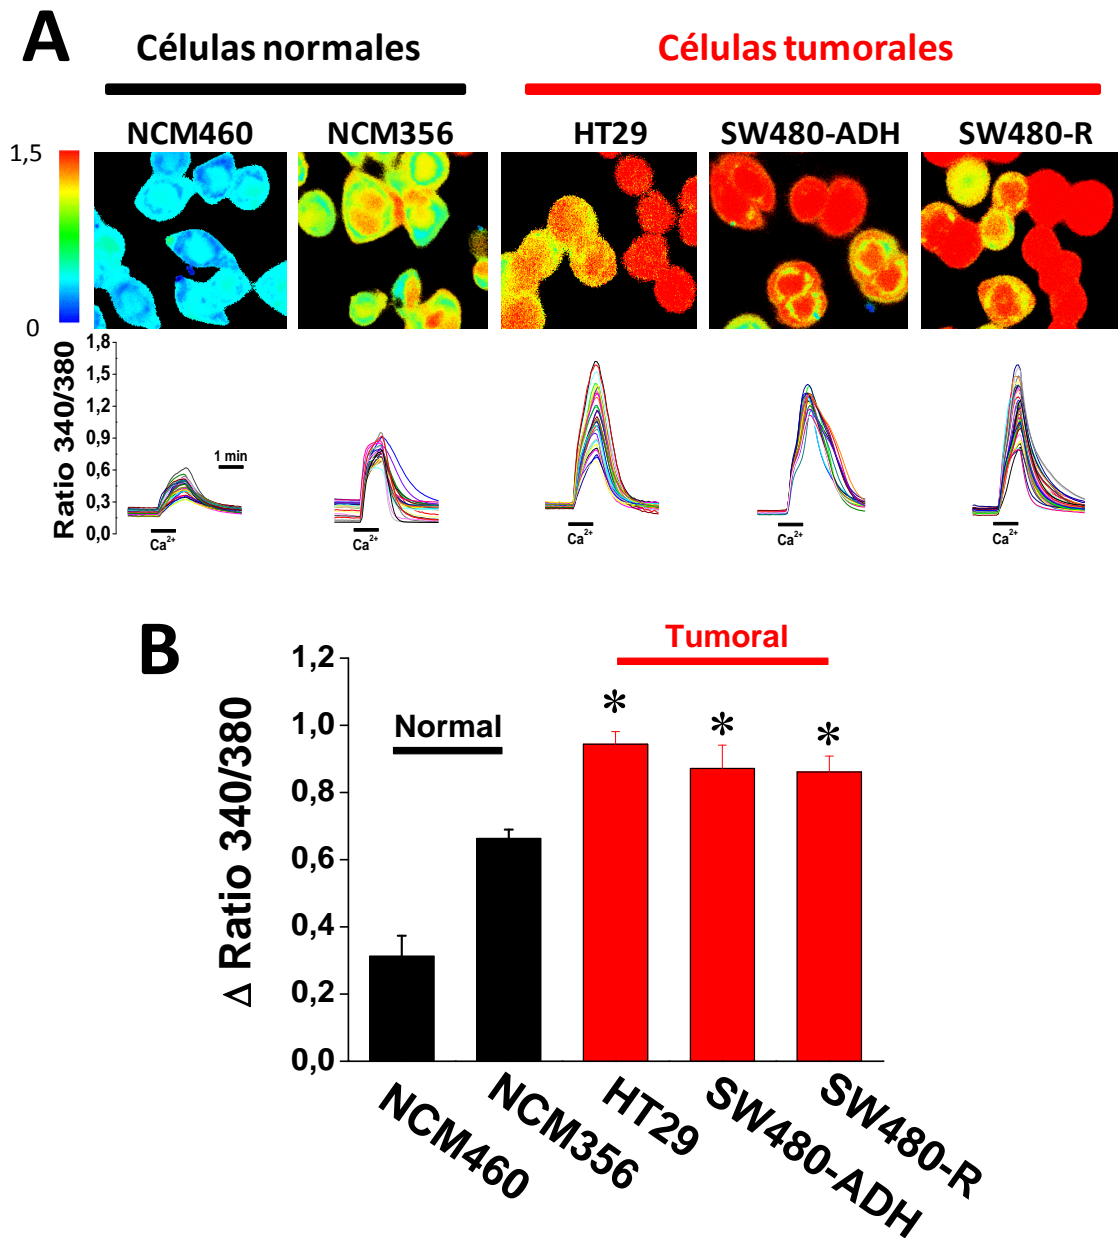 A
Células normales
Células tumorales
NCM460
NCM356
HT29
SW480-ADH
SW480-R
1,5
0
Ratio 340/380
1,8
1,5
1,2
0,9
0,6
0,3
0,0
1 min
Ca²⁺
Ca²⁺
Ca²⁺
Ca²⁺
Ca²⁺
B
Tumoral
Normal
Δ Ratio 340/380
1,2
1,0
0,8
0,6
0,4
0,2
0,0
*
*
*
NCM460
NCM356
HT29
SW480-ADH
SW480-R